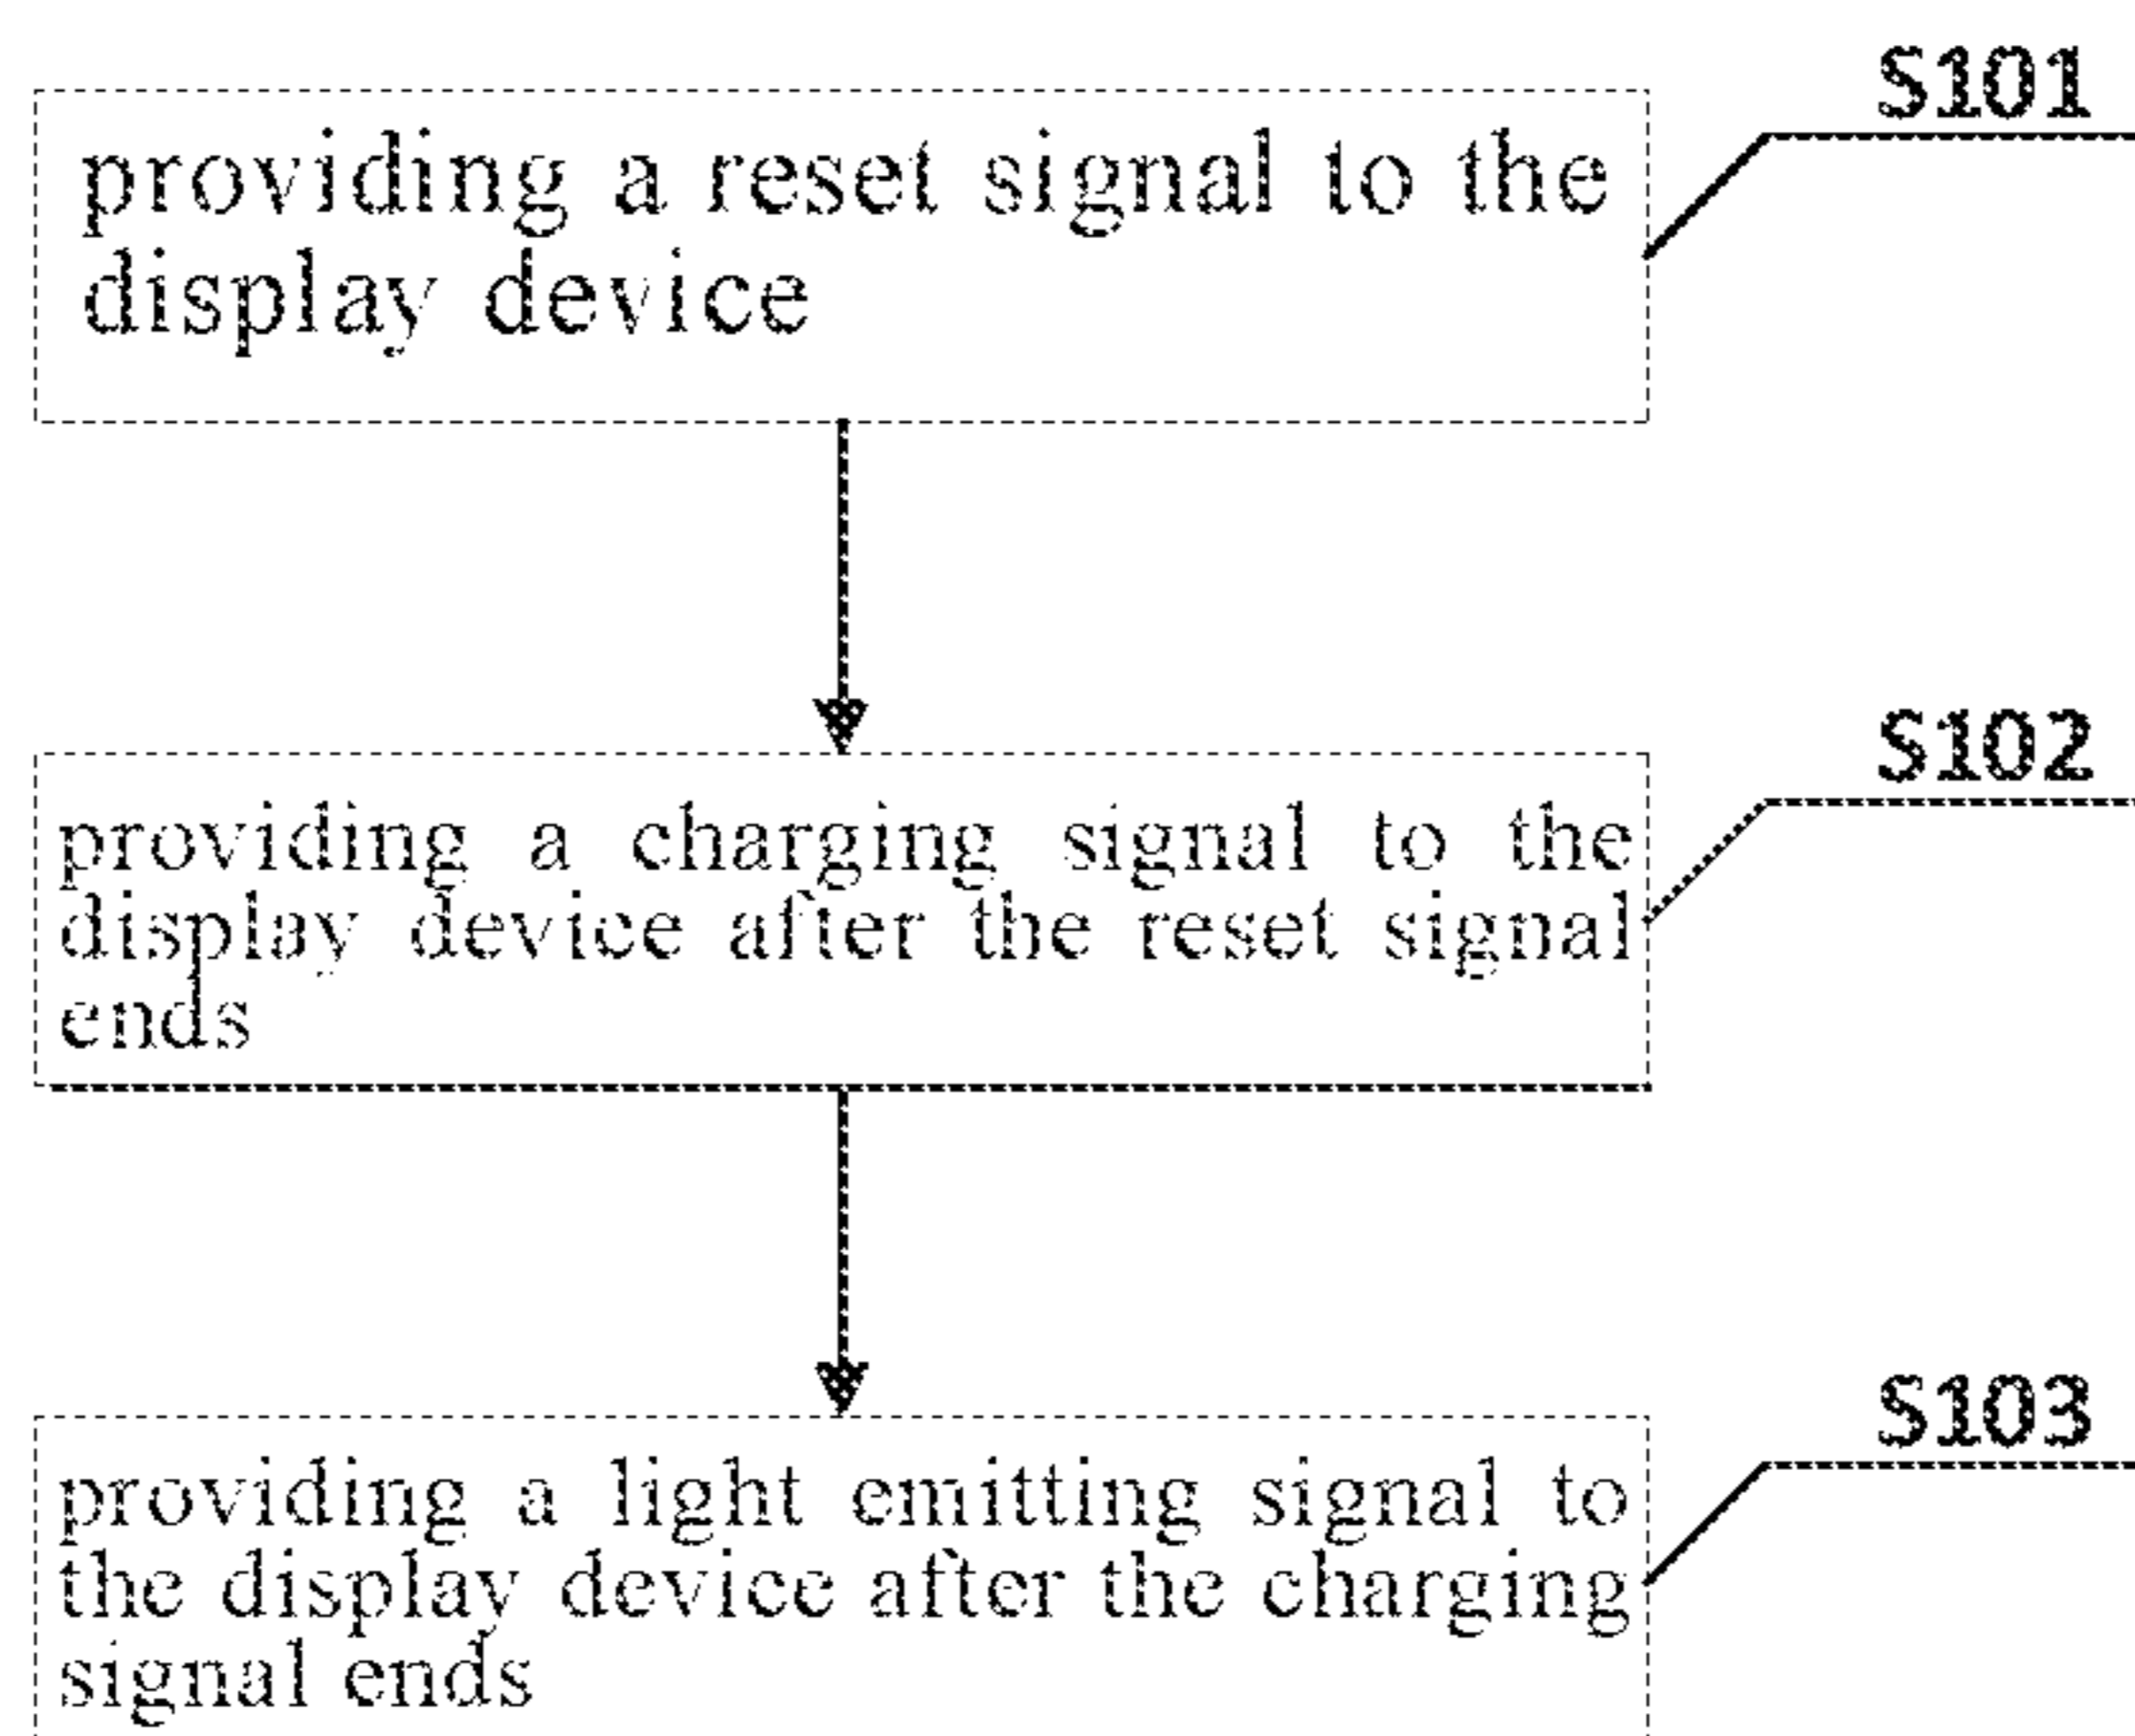 S101
providing a reset signal to the
display device
S102
providing a charging signal to the
display device after the reset signal
ends
S103
providing a light emitting signal to
the display device after the charging
signal ends